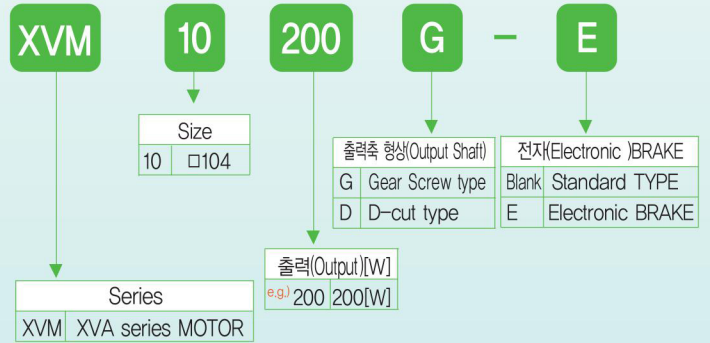 XVM 10 200 G - E
Size
10 □104
출력축 형상(Output Shaft)
G Gear Screw type
D D-cut type
전자(Electronic )BRAKE
Blank Standard TYPE
E Electronic BRAKE
출력(Output)[W]
e.g.) 200 200[W]
Series
XVM XVA series MOTOR